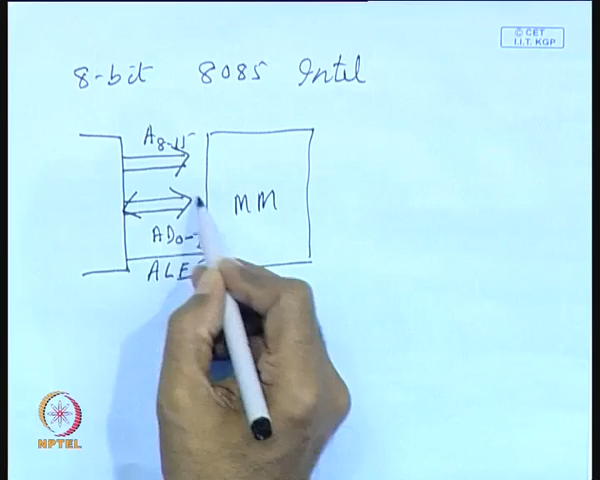 © CET
I.I.T. KGP
8-bit 8085 Intel
A8-15
MM
AD0-7
ALE
NPTEL